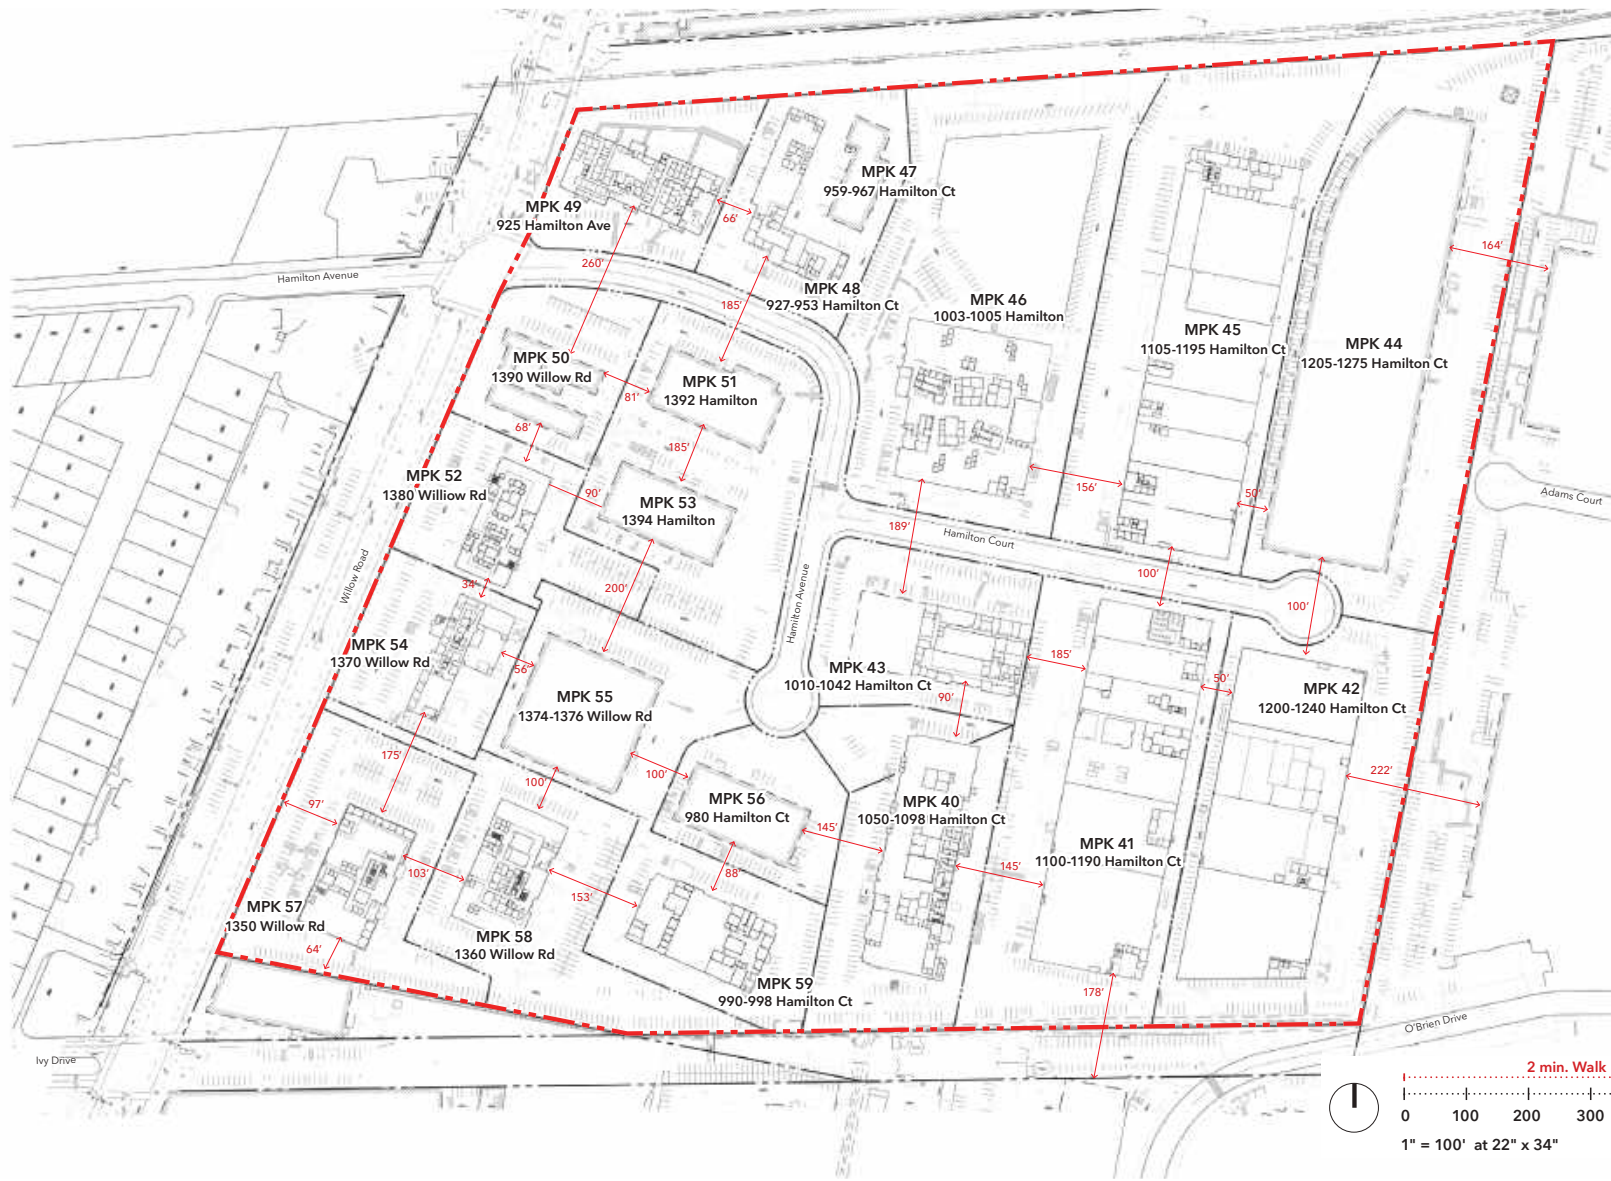 MPK 47
959-967 Hamilton Ct
MPK 49
925 Hamilton Ave
66'
164'
260'
Hamilton Avenue
MPK 48
927-953 Hamilton Ct
185'
MPK 46
1003-1005 Hamilton
MPK 45
1105-1195 Hamilton Ct
MPK 44
1205-1275 Hamilton Ct
MPK 50
1390 Willow Rd
81'
MPK 51
1392 Hamilton
68'
185'
MPK 52
1380 Williow Rd
90'
MPK 53
1394 Hamilton
156'
50'
Adams Court
189'
Hamilton Court
Willow Road
34'
200'
100'
100'
Hamilton Avenue
MPK 54
1370 Willow Rd
56'
MPK 55
1374-1376 Willow Rd
MPK 43
1010-1042 Hamilton Ct
90'
185'
50'
MPK 42
1200-1240 Hamilton Ct
175'
100'
100'
222'
97'
MPK 56
980 Hamilton Ct
145'
MPK 40
1050-1098 Hamilton Ct
MPK 41
1100-1190 Hamilton Ct
145'
103'
88'
153'
MPK 57
1350 Willow Rd
64'
MPK 58
1360 Willow Rd
MPK 59
990-998 Hamilton Ct
178'
O'Brien Drive
Ivy Drive
2 min. Walk
0 100 200 300
1" = 100' at 22" x 34"